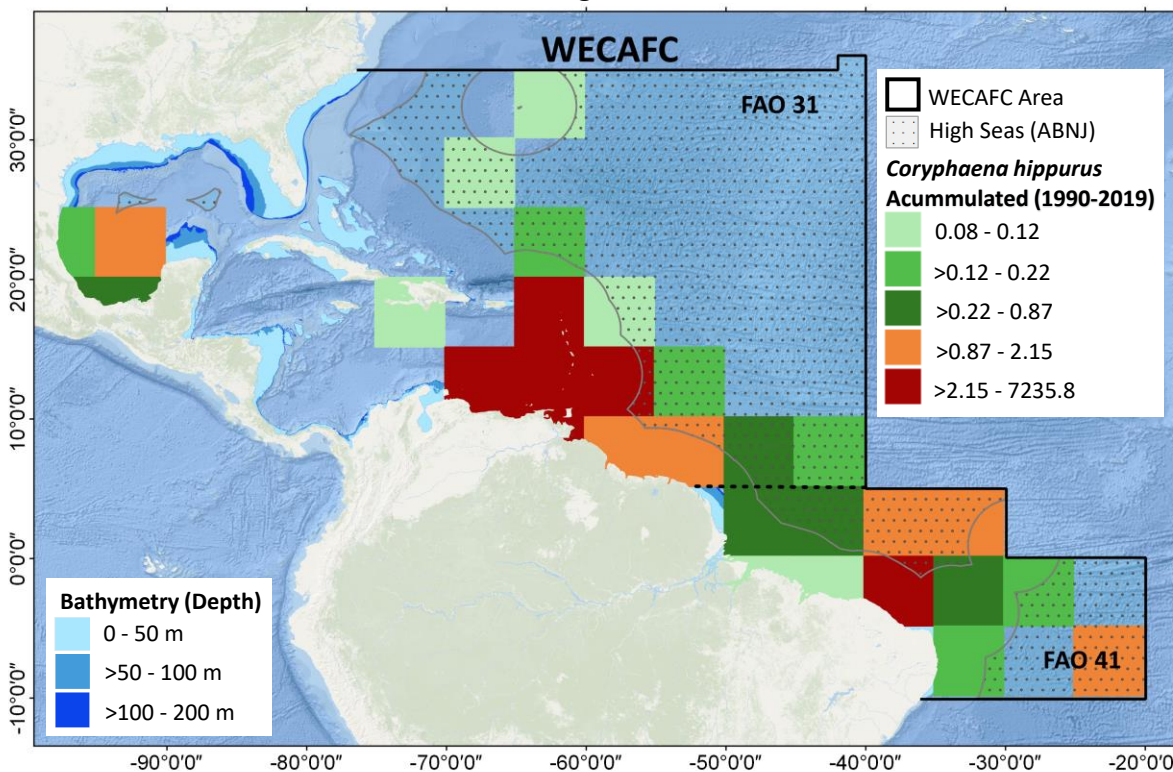 WECAFC
FAO 31
WECAFC Area
High Seas (ABNJ)
Coryphaena hippurus
Acummulated (1990-2019)
0.08 - 0.12
>0.12 - 0.22
>0.22 - 0.87
>0.87 - 2.15
>2.15 - 7235.8
30°0'0"
20°0'0"
10°0'0"
0°0'0"
-10°0'0"
Bathymetry (Depth)
0 - 50 m
>50 - 100 m
>100 - 200 m
FAO 41
-90°0'0"
-80°0'0"
-70°0'0"
-60°0'0"
-50°0'0"
-40°0'0"
-30°0'0"
-20°0'0"